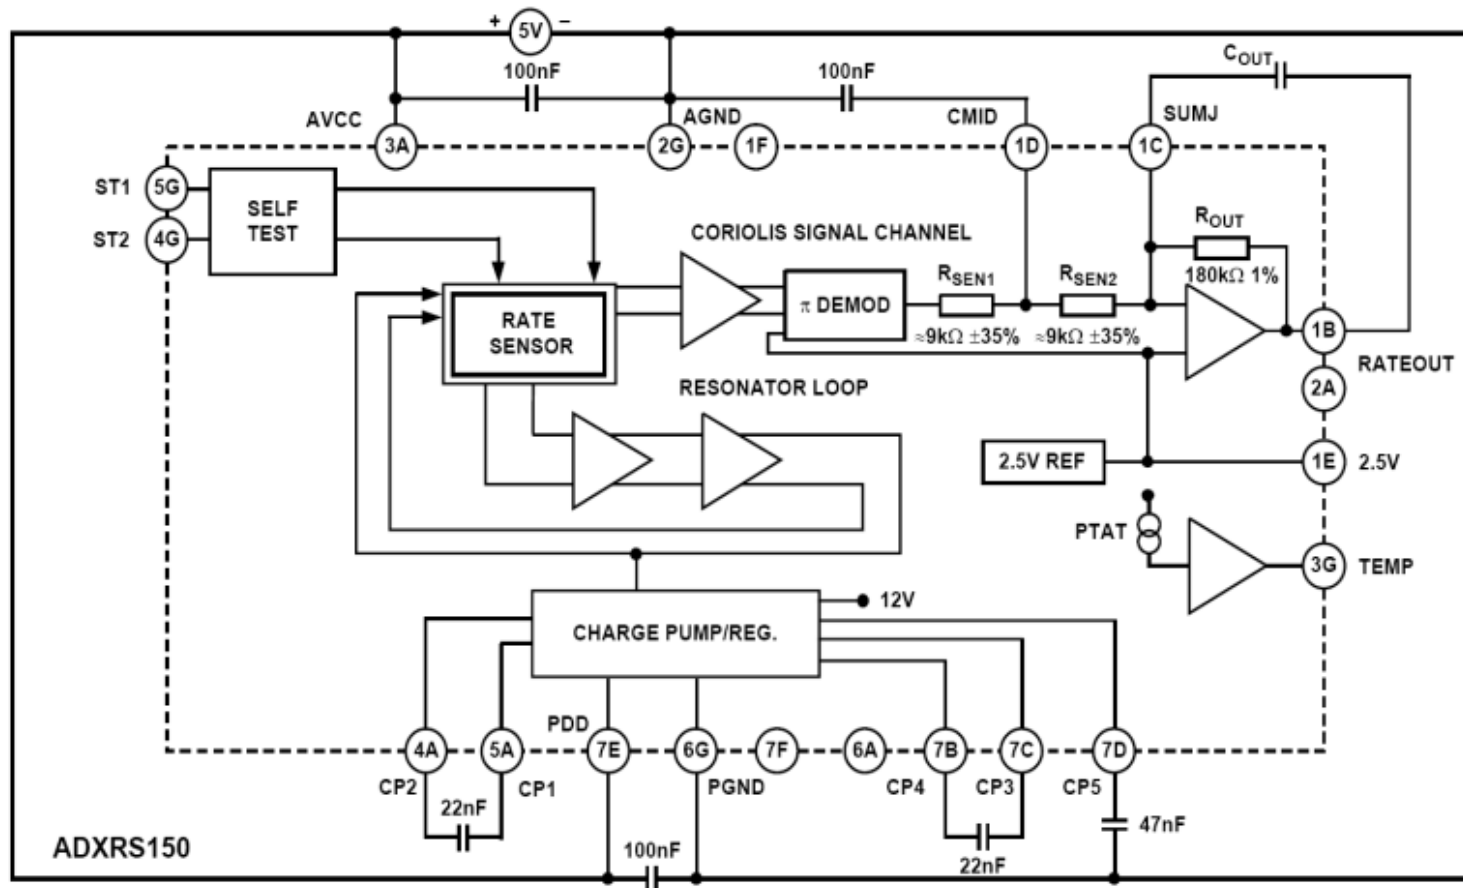 + 5V −
100nF
100nF
COUT
AVCC
AGND
CMID
SUMJ
3A
2G
1F
1D
1C
ST1
5G
ST2
4G
SELF
TEST
CORIOLIS SIGNAL CHANNEL
ROUT
180kΩ 1%
RSEN1
RSEN2
π DEMOD
≈9kΩ ±35%
≈9kΩ ±35%
RATE
SENSOR
1B
RATEOUT
2A
RESONATOR LOOP
2.5V REF
1E
2.5V
PTAT
3G
TEMP
12V
CHARGE PUMP/REG.
PDD
4A
5A
7E
6G
7F
6A
7B
7C
7D
CP2
CP1
PGND
CP4
CP3
CP5
22nF
47nF
ADXRS150
100nF
22nF